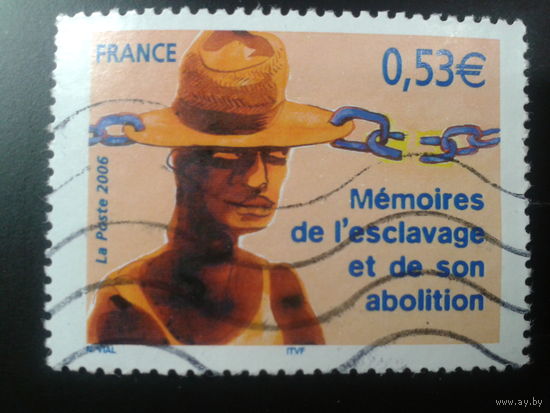 FRANCE
0,53€
La Poste 2006
Mémoires
de l'esclavage
et de son
abolition
ITVF
www.ay.by